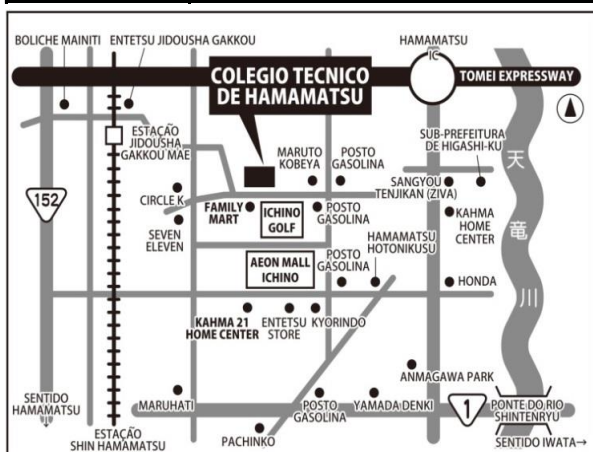 BOLICHE MAINITI
ENTETSU JIDOUSHA GAKKOU
HAMAMATSU
IC
COLEGIO TECNICO
DE HAMAMATSU
TOMEI EXPRESSWAY
ESTAÇÃO
JIDOUSHA
GAKKOU MAE
MARUTO
KOBEYA
POSTO
GASOLINA
SUB-PREFEITURA
DE HIGASHI-KU
天
竜
川
152
CIRCLE K
FAMILY
MART
ICHINO
GOLF
POSTO
GASOLINA
SANGYOU
TENJIKAN (ZIVA)
KAHMA
HOME
CENTER
SEVEN
ELEVEN
AEON MALL
ICHINO
POSTO
GASOLINA
HAMAMATSU
HOTONIKUSU
HONDA
KAHMA 21
HOME CENTER
ENTETSU
STORE
KYORINDO
ANMAGAWA PARK
SENTIDO
HAMAMATSU
↓
MARUHATI
POSTO
GASOLINA
YAMADA DENKI
1
PONTE DO RIO
SHINTENRYU
ESTAÇÃO
SHIN HAMAMATSU
PACHINKO
SENTIDO IWATA→